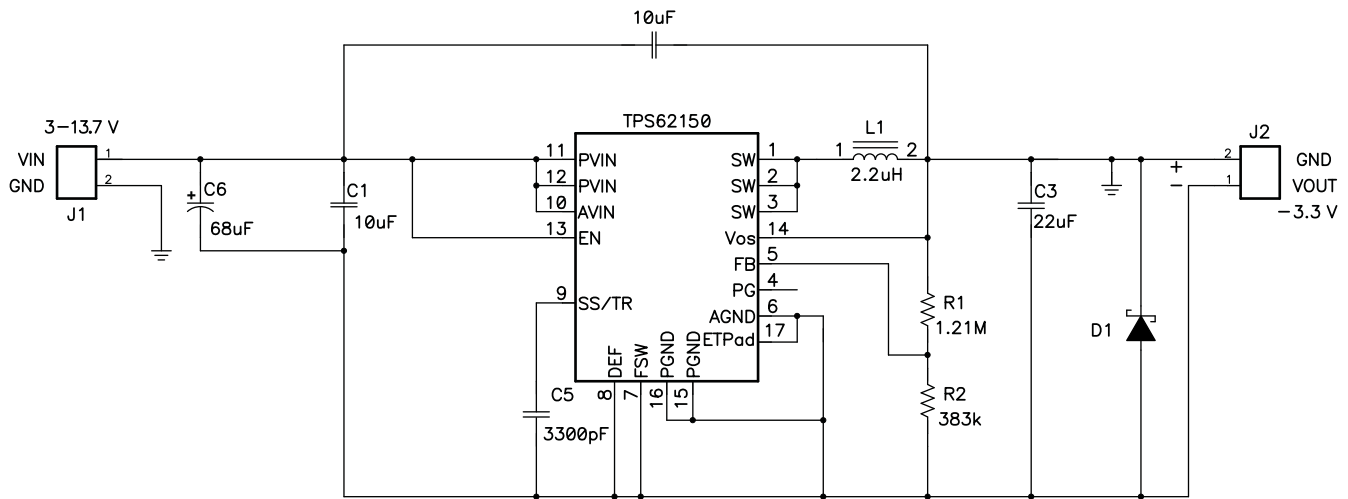 10uF
3-13.7 V
VIN
GND
1
2
J1
C6
+
68uF
C1
10uF
TPS62150
11
PVIN
12
PVIN
10
AVIN
13
EN
9
SS/TR
SW
1
SW
2
SW
3
Vos
14
FB
5
PG
4
AGND
6
ETPad
17
DEF
8
FSW
7
PGND
16
PGND
15
C5
3300pF
L1
1
2
2.2uH
R1
1.21M
R2
383k
C3
22uF
D1
+
-
J2
2
1
GND
VOUT
-3.3 V